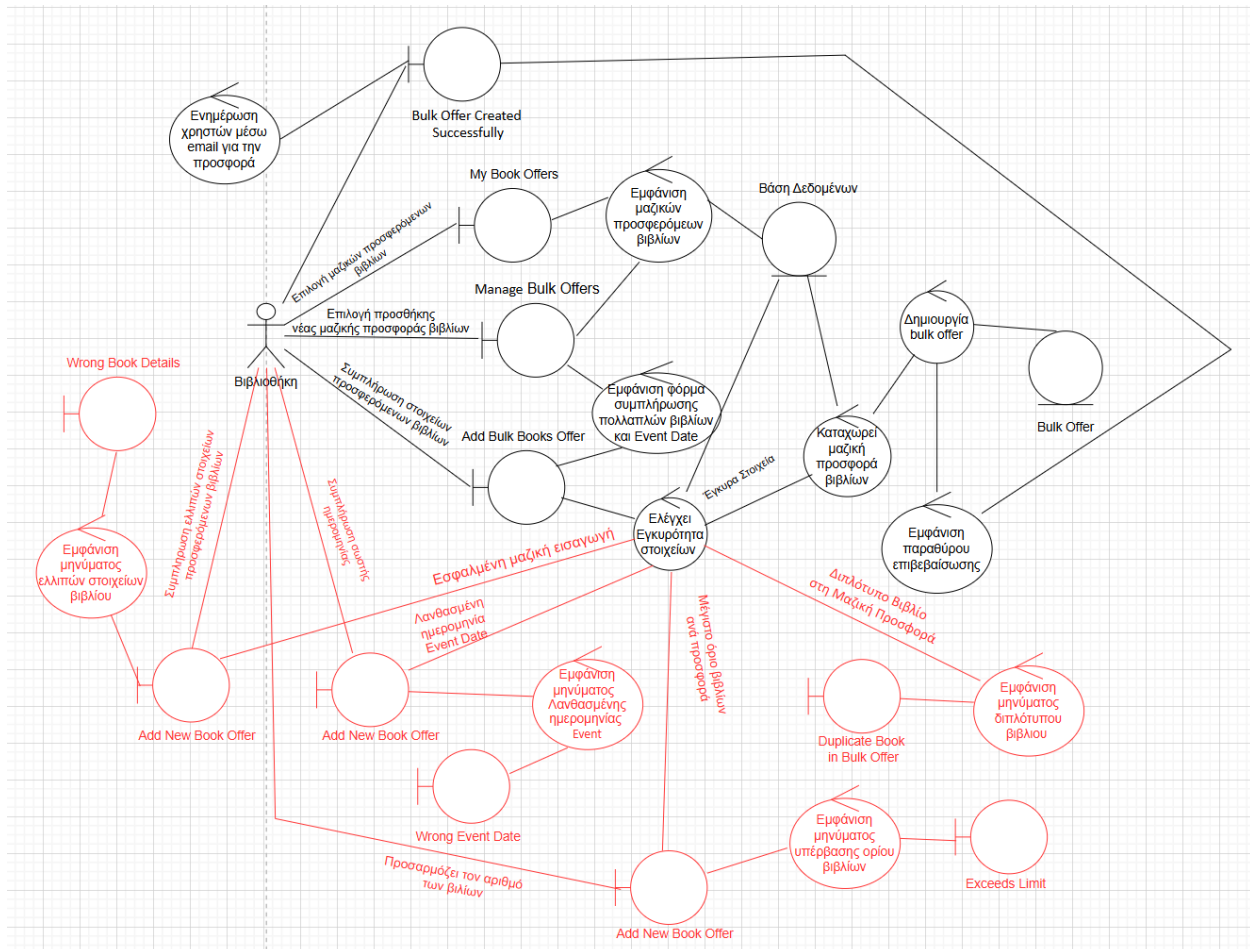 Bulk Offer Created
Successfully
Ενημέρωση
χρηστών μέσω
email για την
προσφορά
My Book Offers
Εμφάνιση
μαζικών
προσφερόμεων
βιβλίων
Βάση Δεδομένων
Επιλογή μαζικών προσφερόμενων
βιβλίων
Manage Bulk Offers
Επιλογή προσθήκης
νέας μαζικής προσφοράς βιβλίων
Δημιουργία
bulk offer
Wrong Book Details
Βιβλιοθήκη
Συμπλήρωση στοιχείων
προσφερόμενων βιβλίων
Εμφάνιση φόρμα
συμπλήρωσης
πολλαπλών βιβλίων
και Event Date
Bulk Offer
Add Bulk Books Offer
Καταχωρεί
μαζική
προσφορά
βιβλίων
Έγκυρα Στοιχεία
Συμπληρωση ελλιπών στοιχείων
προσφερόμενων βιβλίων
Συμπλήρωση σωστής
ημερομηνίας
Ελέγχει
Εγκυρότητα
στοιχείων
Εμφάνιση
παραθύρου
επιβεβαίσωσης
Εμφάνιση
μηνύματος
ελλιπών στοιχείων
βιβλίου
Εσφαλμένη μαζική εισαγωγή
Λανθασμένη
ημερομηνία
Event Date
Μέγιστο όριο βιβλίων
ανά προσφορά
Διπλότυπο Βιβλίο
στη Μαζική Προσφορά
Add New Book Offer
Add New Book Offer
Εμφάνιση
μηνύματος
Λανθασμένης
ημερομηνίας
Event
Duplicate Book
in Bulk Offer
Εμφάνιση
μηνύματος
διπλότυπου
βιβλιου
Wrong Event Date
Προσαρμόζει τον αριθμό
των βιλίων
Εμφάνιση
μηνύματος
υπέρβασης ορίου
βιβλίων
Exceeds Limit
Add New Book Offer